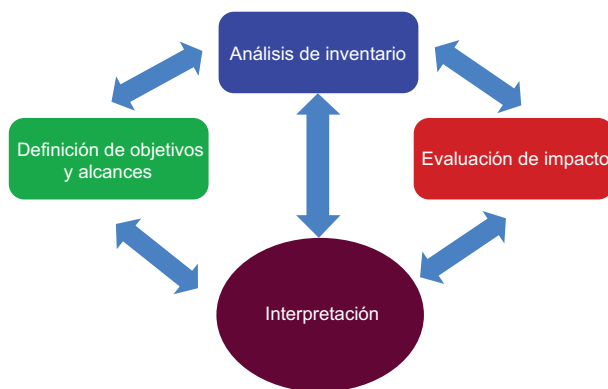 Análisis de inventario
Definición de objetivos
y alcances
Evaluación de impacto
Interpretación